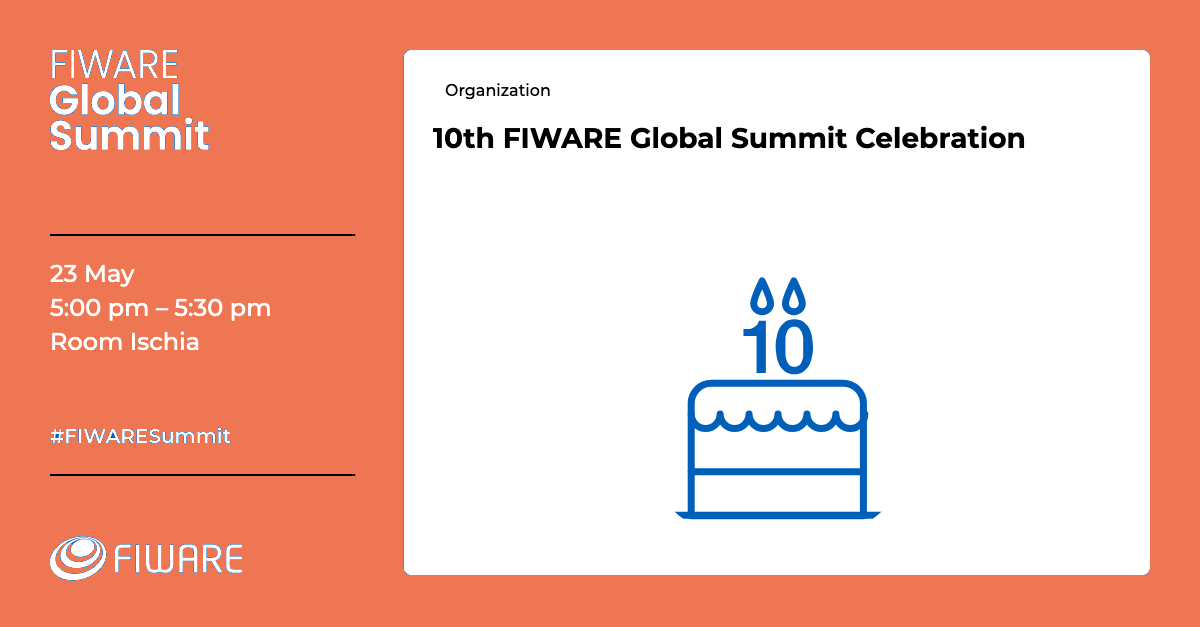 FIWARE
Global
Summit
23 May
5:00 pm – 5:30 pm
Room Ischia
#FIWARESummit
FIWARE
Organization
10th FIWARE Global Summit Celebration
10